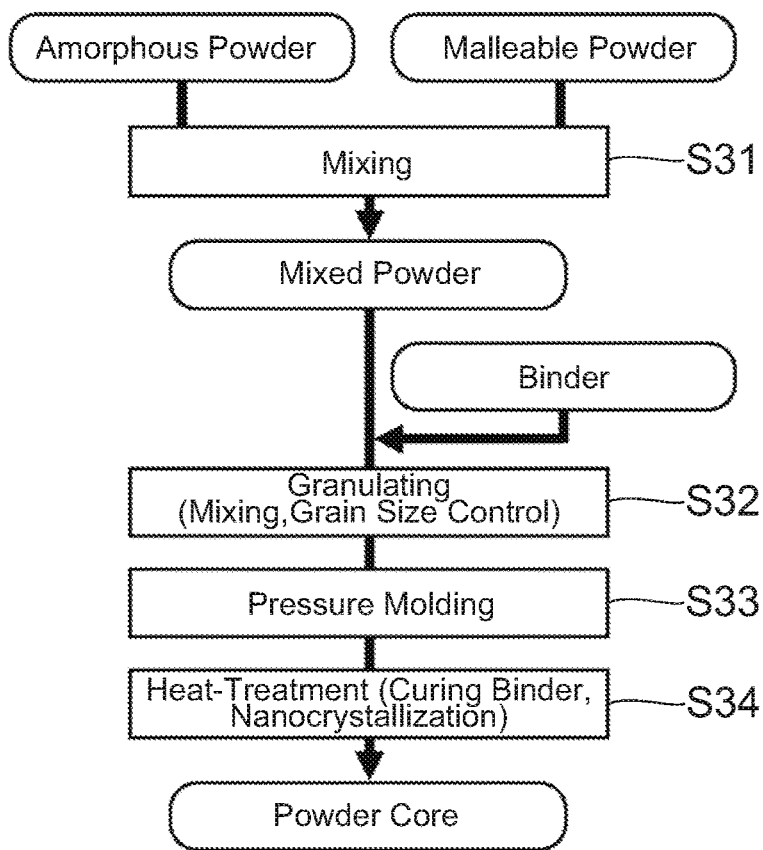 Amorphous Powder
Malleable Powder
Mixing
S31
Mixed Powder
Binder
Granulating
(Mixing,Grain Size Control)
S32
Pressure Molding
S33
Heat-Treatment (Curing Binder,
Nanocrystallization)
S34
Powder Core